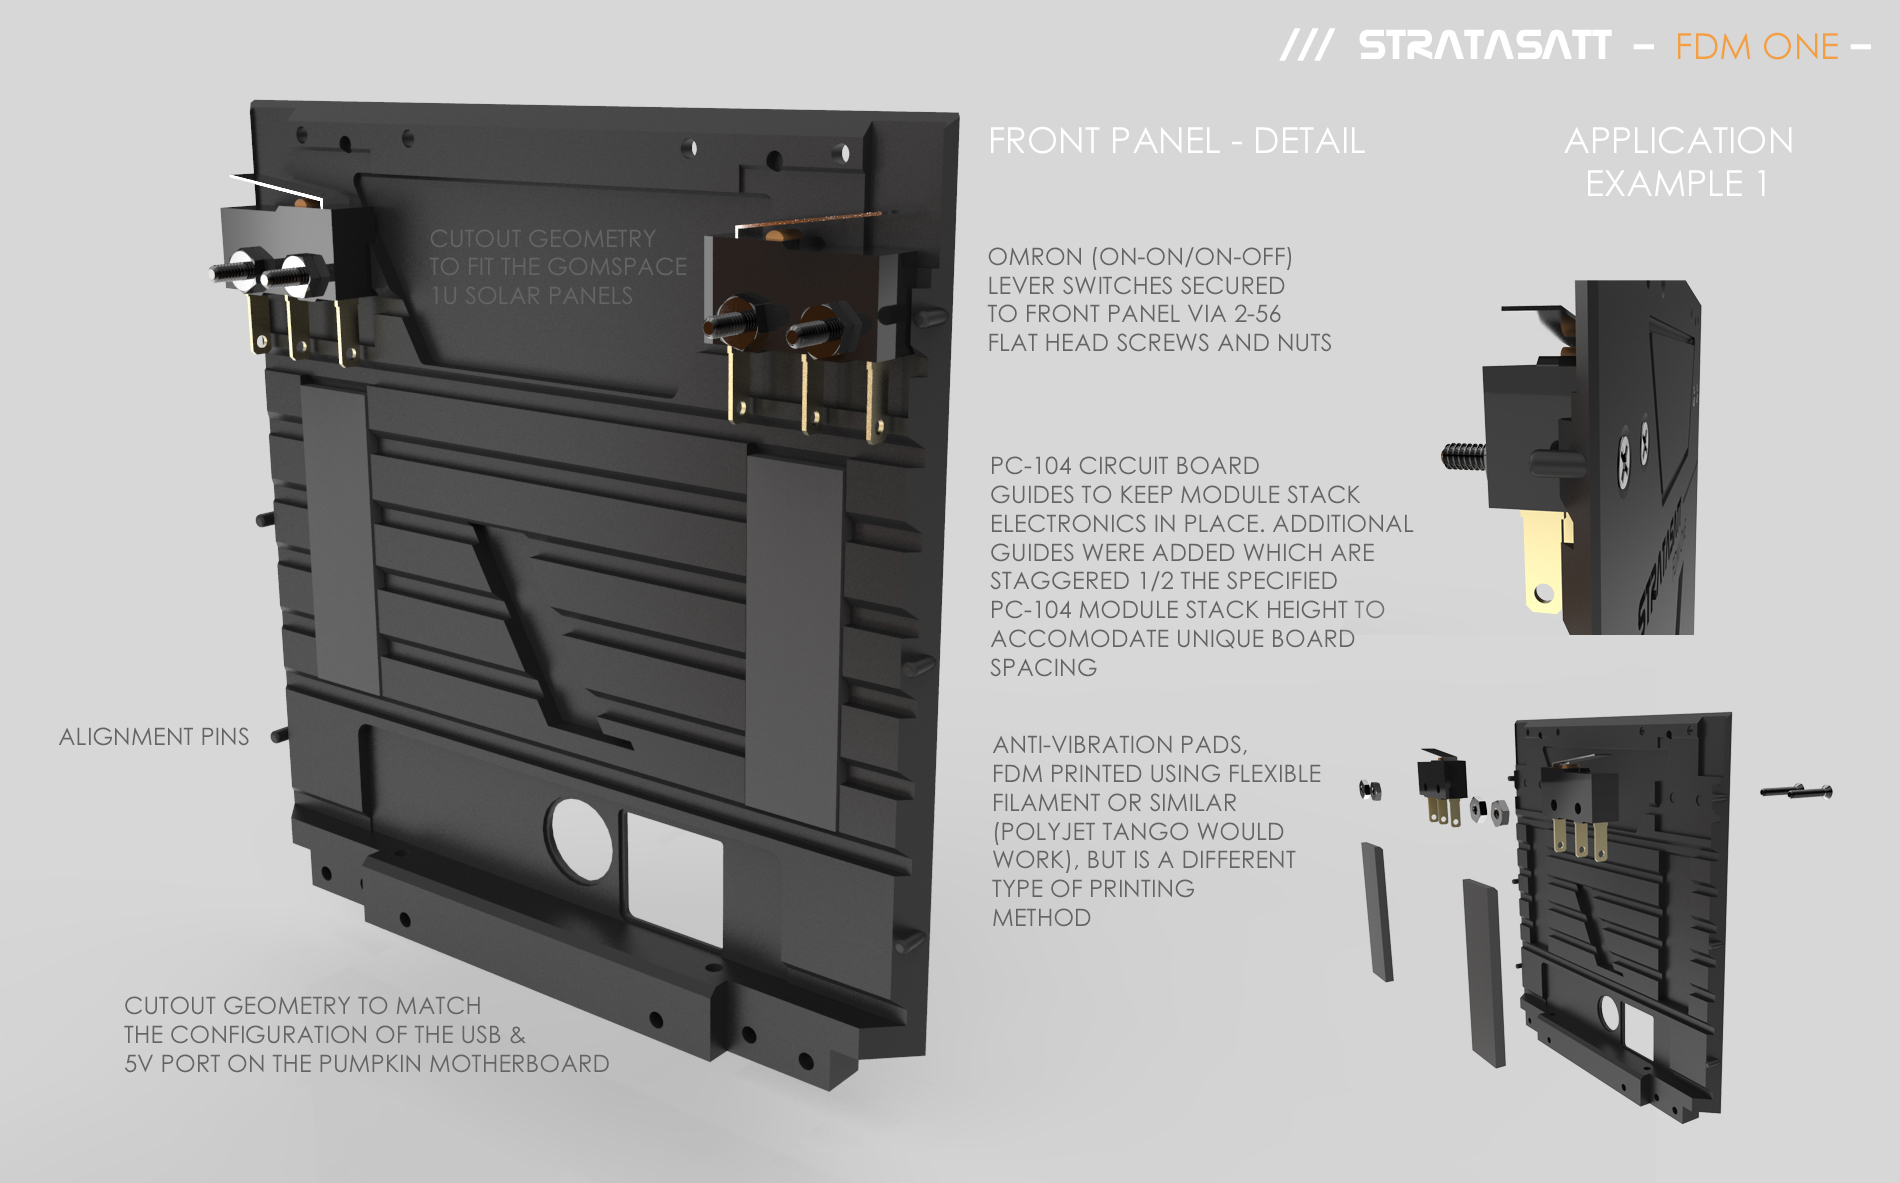 /// STRATASATT – FDM ONE –
FRONT PANEL - DETAIL
APPLICATION
EXAMPLE 1
CUTOUT GEOMETRY
TO FIT THE GOMSPACE
1U SOLAR PANELS
OMRON (ON-ON/ON-OFF)
LEVER SWITCHES SECURED
TO FRONT PANEL VIA 2-56
FLAT HEAD SCREWS AND NUTS
PC-104 CIRCUIT BOARD
GUIDES TO KEEP MODULE STACK
ELECTRONICS IN PLACE. ADDITIONAL
GUIDES WERE ADDED WHICH ARE
STAGGERED 1/2 THE SPECIFIED
PC-104 MODULE STACK HEIGHT TO
ACCOMODATE UNIQUE BOARD
SPACING
STRATASATT
ALIGNMENT PINS
ANTI-VIBRATION PADS,
FDM PRINTED USING FLEXIBLE
FILAMENT OR SIMILAR
(POLYJET TANGO WOULD
WORK), BUT IS A DIFFERENT
TYPE OF PRINTING
METHOD
CUTOUT GEOMETRY TO MATCH
THE CONFIGURATION OF THE USB &
5V PORT ON THE PUMPKIN MOTHERBOARD